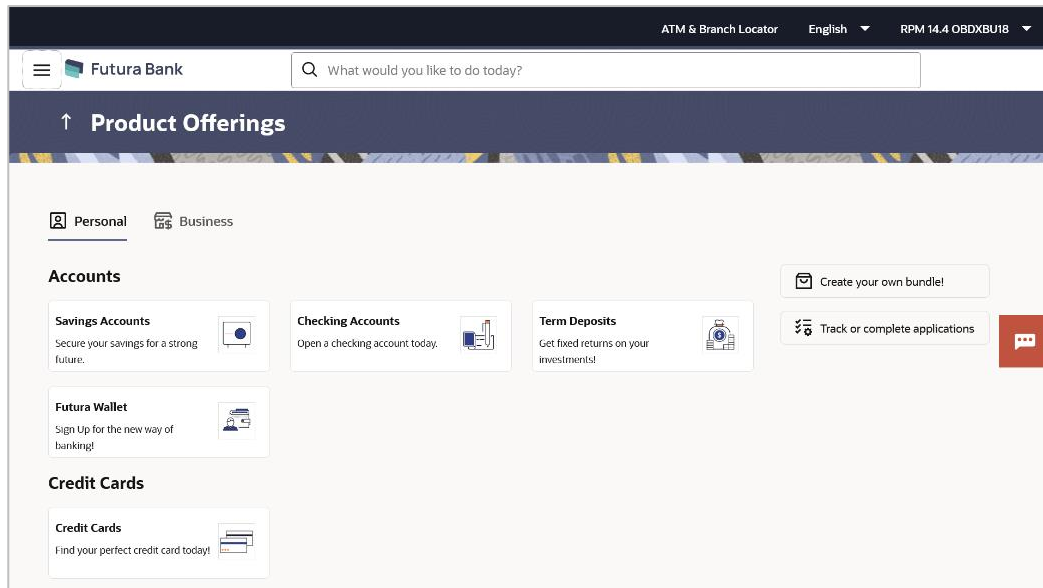 ATM & Branch Locator English RPM 14.4 OBDXBU18
Futura Bank What would you like to do today?
↑ Product Offerings
Personal Business
Accounts
Create your own bundle!
Savings Accounts
Secure your savings for a strong
future.
Checking Accounts
Open a checking account today.
Term Deposits
Get fixed returns on your
investments!
Track or complete applications
Futura Wallet
Sign Up for the new way of
banking!
Credit Cards
Credit Cards
Find your perfect credit card today!